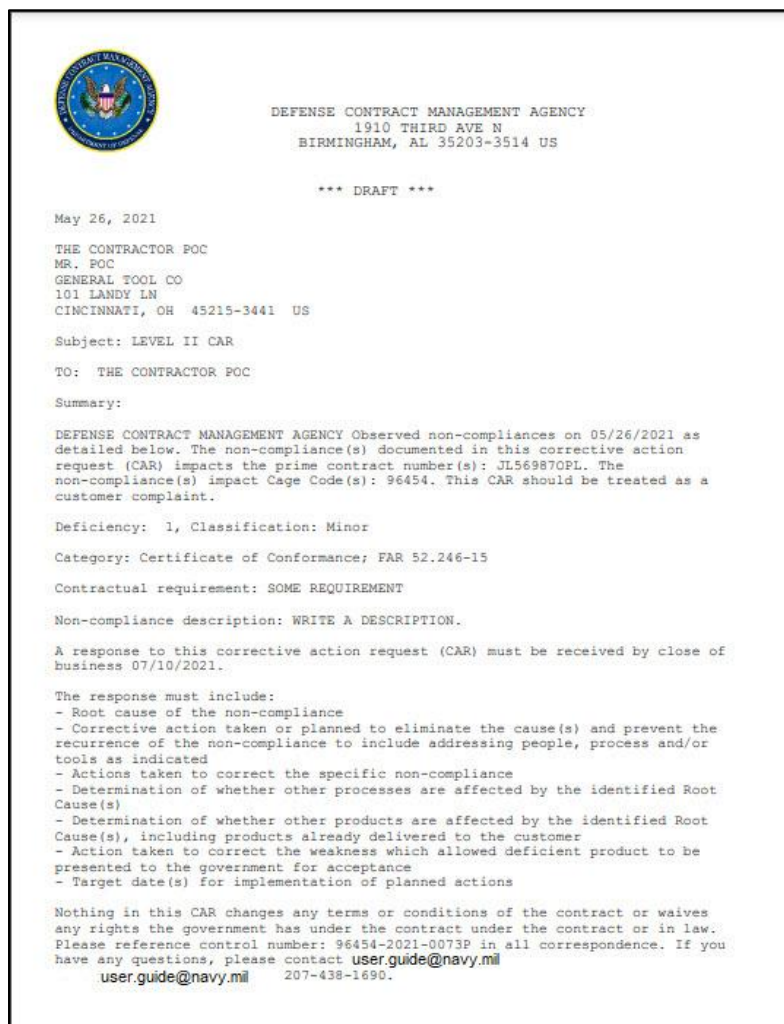 DEFENSE CONTRACT MANAGEMENT AGENCY
DEPARTMENT OF DEFENSE
DEFENSE CONTRACT MANAGEMENT AGENCY
1910 THIRD AVE N
BIRMINGHAM, AL 35203-3514 US
*** DRAFT ***
May 26, 2021
THE CONTRACTOR POC
MR. POC
GENERAL TOOL CO
101 LANDY LN
CINCINNATI, OH 45215-3441 US
Subject: LEVEL II CAR
TO: THE CONTRACTOR POC
Summary:
DEFENSE CONTRACT MANAGEMENT AGENCY Observed non-compliances on 05/26/2021 as
detailed below. The non-compliance(s) documented in this corrective action
request (CAR) impacts the prime contract number(s): JL56987OPL. The
non-compliance(s) impact Cage Code(s): 96454. This CAR should be treated as a
customer complaint.
Deficiency: 1, Classification: Minor
Category: Certificate of Conformance; FAR 52.246-15
Contractual requirement: SOME REQUIREMENT
Non-compliance description: WRITE A DESCRIPTION.
A response to this corrective action request (CAR) must be received by close of
business 07/10/2021.
The response must include:
- Root cause of the non-compliance
- Corrective action taken or planned to eliminate the cause(s) and prevent the
recurrence of the non-compliance to include addressing people, process and/or
tools as indicated
- Actions taken to correct the specific non-compliance
- Determination of whether other processes are affected by the identified Root
Cause(s)
- Determination of whether other products are affected by the identified Root
Cause(s), including products already delivered to the customer
- Action taken to correct the weakness which allowed deficient product to be
presented to the government for acceptance
- Target date(s) for implementation of planned actions
Nothing in this CAR changes any terms or conditions of the contract or waives
any rights the government has under the contract under the contract or in law.
Please reference control number: 96454-2021-0073P in all correspondence. If you
have any questions, please contact user.guide@navy.mil
user.guide@navy.mil 207-438-1690.